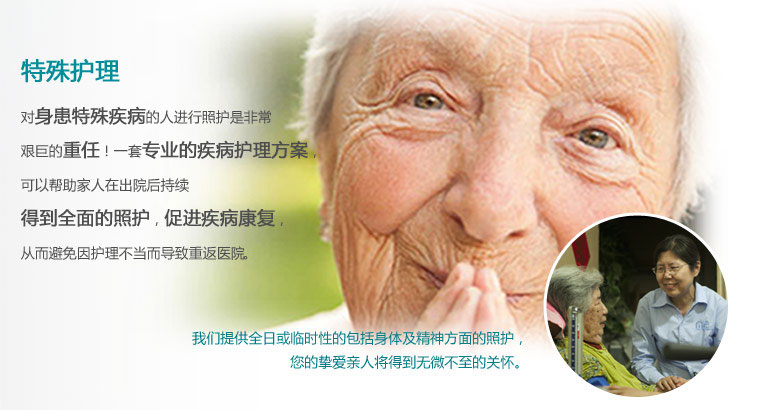 特殊护理
对身患特殊疾病的人进行照护是非常
艰巨的重任！一套专业的疾病护理方案，
可以帮助家人在出院后持续
得到全面的照护，促进疾病康复，
从而避免因护理不当而导致重返医院。
我们提供全日或临时性的包括身体及精神方面的照护，
您的挚爱亲人将得到无微不至的关怀。